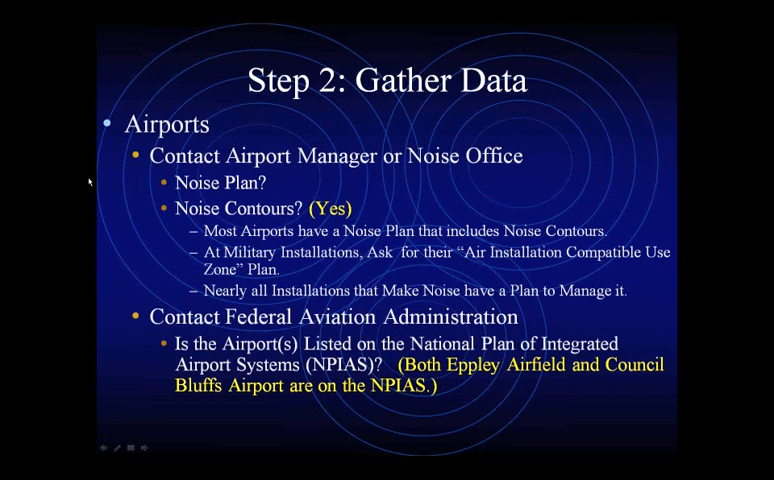 Step 2: Gather Data
• Airports
• Contact Airport Manager or Noise Office
• Noise Plan?
• Noise Contours? (Yes)
– Most Airports have a Noise Plan that includes Noise Contours.
– At Military Installations, Ask for their “Air Installation Compatible Use
Zone” Plan.
– Nearly all Installations that Make Noise have a Plan to Manage it.
• Contact Federal Aviation Administration
• Is the Airport(s) Listed on the National Plan of Integrated
Airport Systems (NPIAS)? (Both Eppley Airfield and Council
Bluffs Airport are on the NPIAS.)